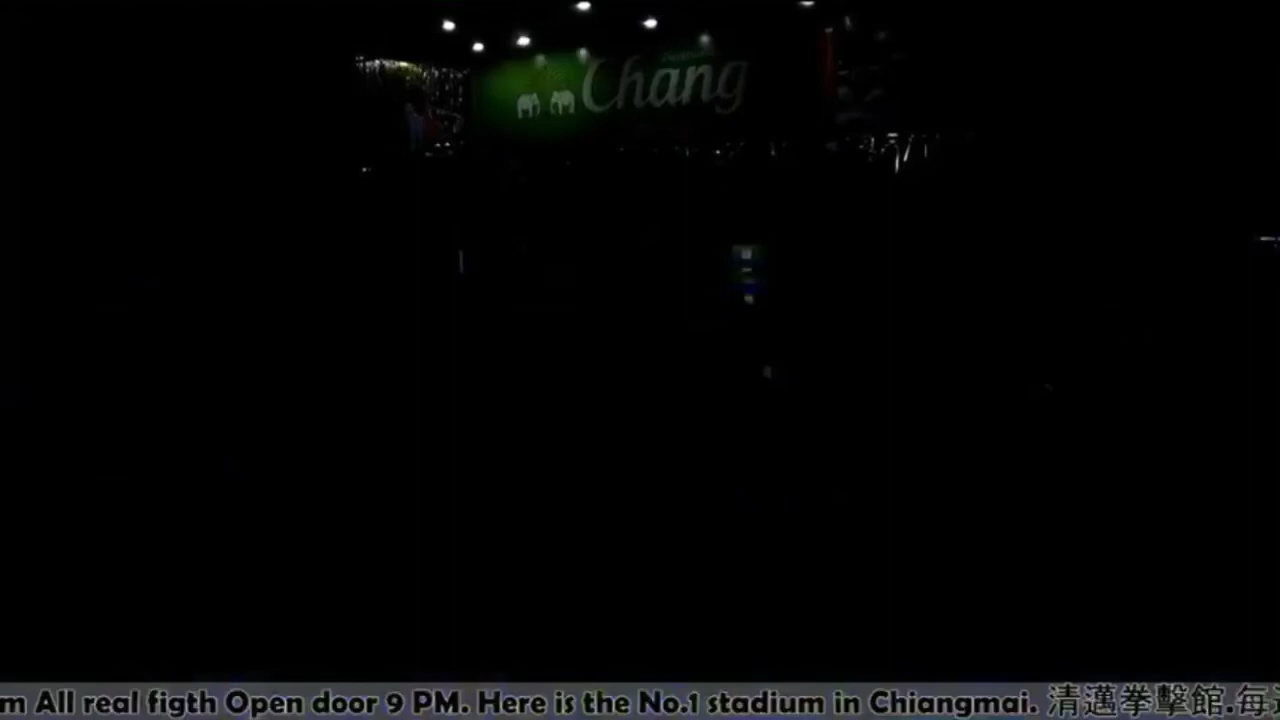 Chang
m All real figth Open door 9 PM. Here is the No.1 stadium in Chiangmai. 清邁拳擊館.每